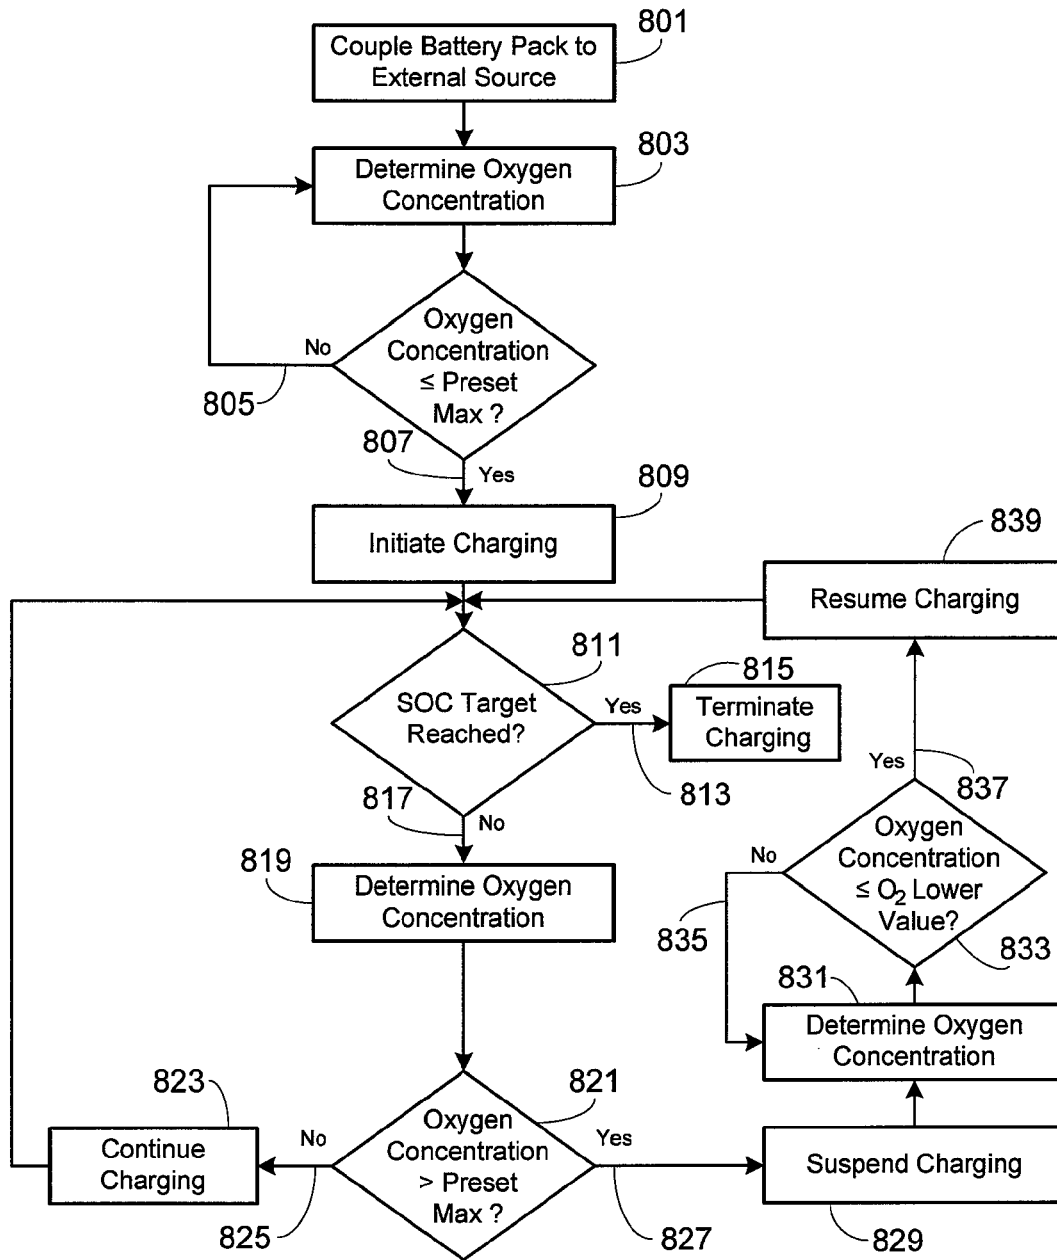 801
Couple Battery Pack to
External Source
803
Determine Oxygen
Concentration
Oxygen
Concentration
≤ Preset
Max ?
No
805
807
Yes
809
Initiate Charging
839
Resume Charging
811
SOC Target
Reached?
Yes
815
Terminate
Charging
813
817
No
819
Determine Oxygen
Concentration
Yes
837
Oxygen
Concentration
≤ O₂ Lower
Value?
No
835
833
831
Determine Oxygen
Concentration
823
Continue
Charging
No
825
821
Oxygen
Concentration
> Preset
Max ?
Yes
827
Suspend Charging
829